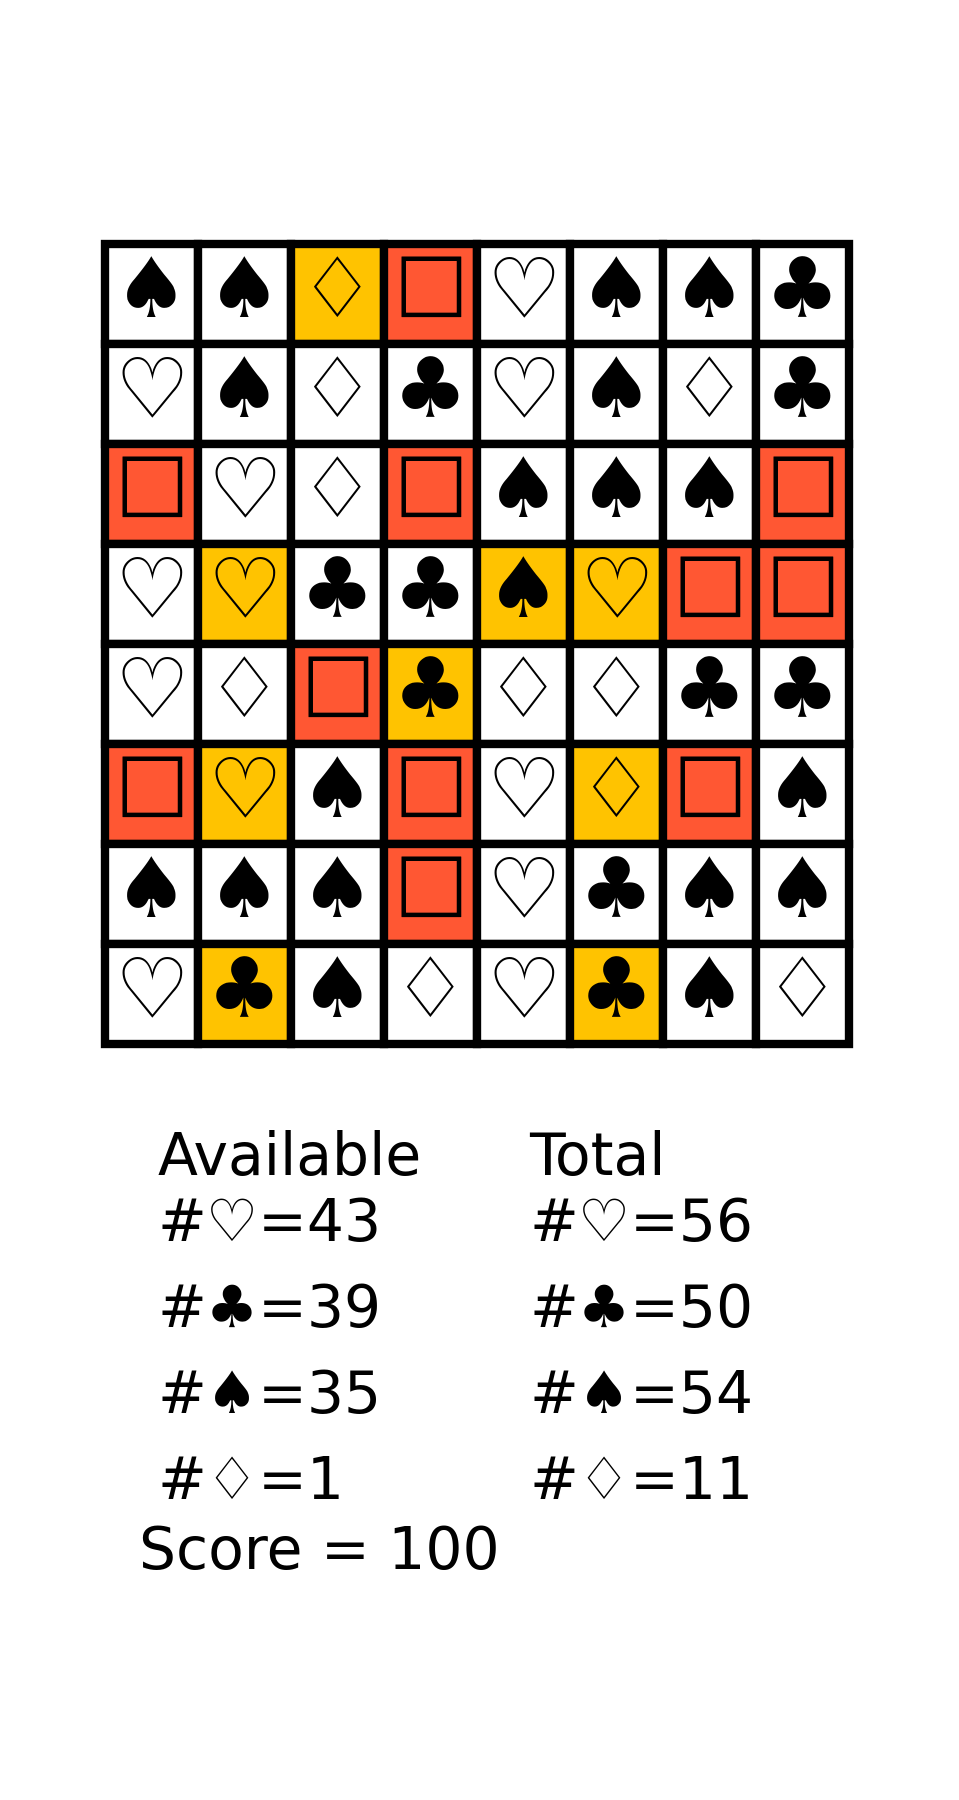 ♠ ♠ ♢ □ ♡ ♠ ♠ ♣
♡ ♠ ♢ ♣ ♡ ♠ ♢ ♣
□ ♡ ♢ □ ♠ ♠ ♠ □
♡ ♡ ♣ ♣ ♠ ♡ □ □
♡ ♢ □ ♣ ♢ ♢ ♣ ♣
□ ♡ ♠ □ ♡ ♢ □ ♠
♠ ♠ ♠ □ ♡ ♣ ♠ ♠
♡ ♣ ♠ ♢ ♡ ♣ ♠ ♢
Available Total
#♡=43 #♡=56
#♣=39 #♣=50
#♠=35 #♠=54
#♢=1 #♢=11
Score = 100